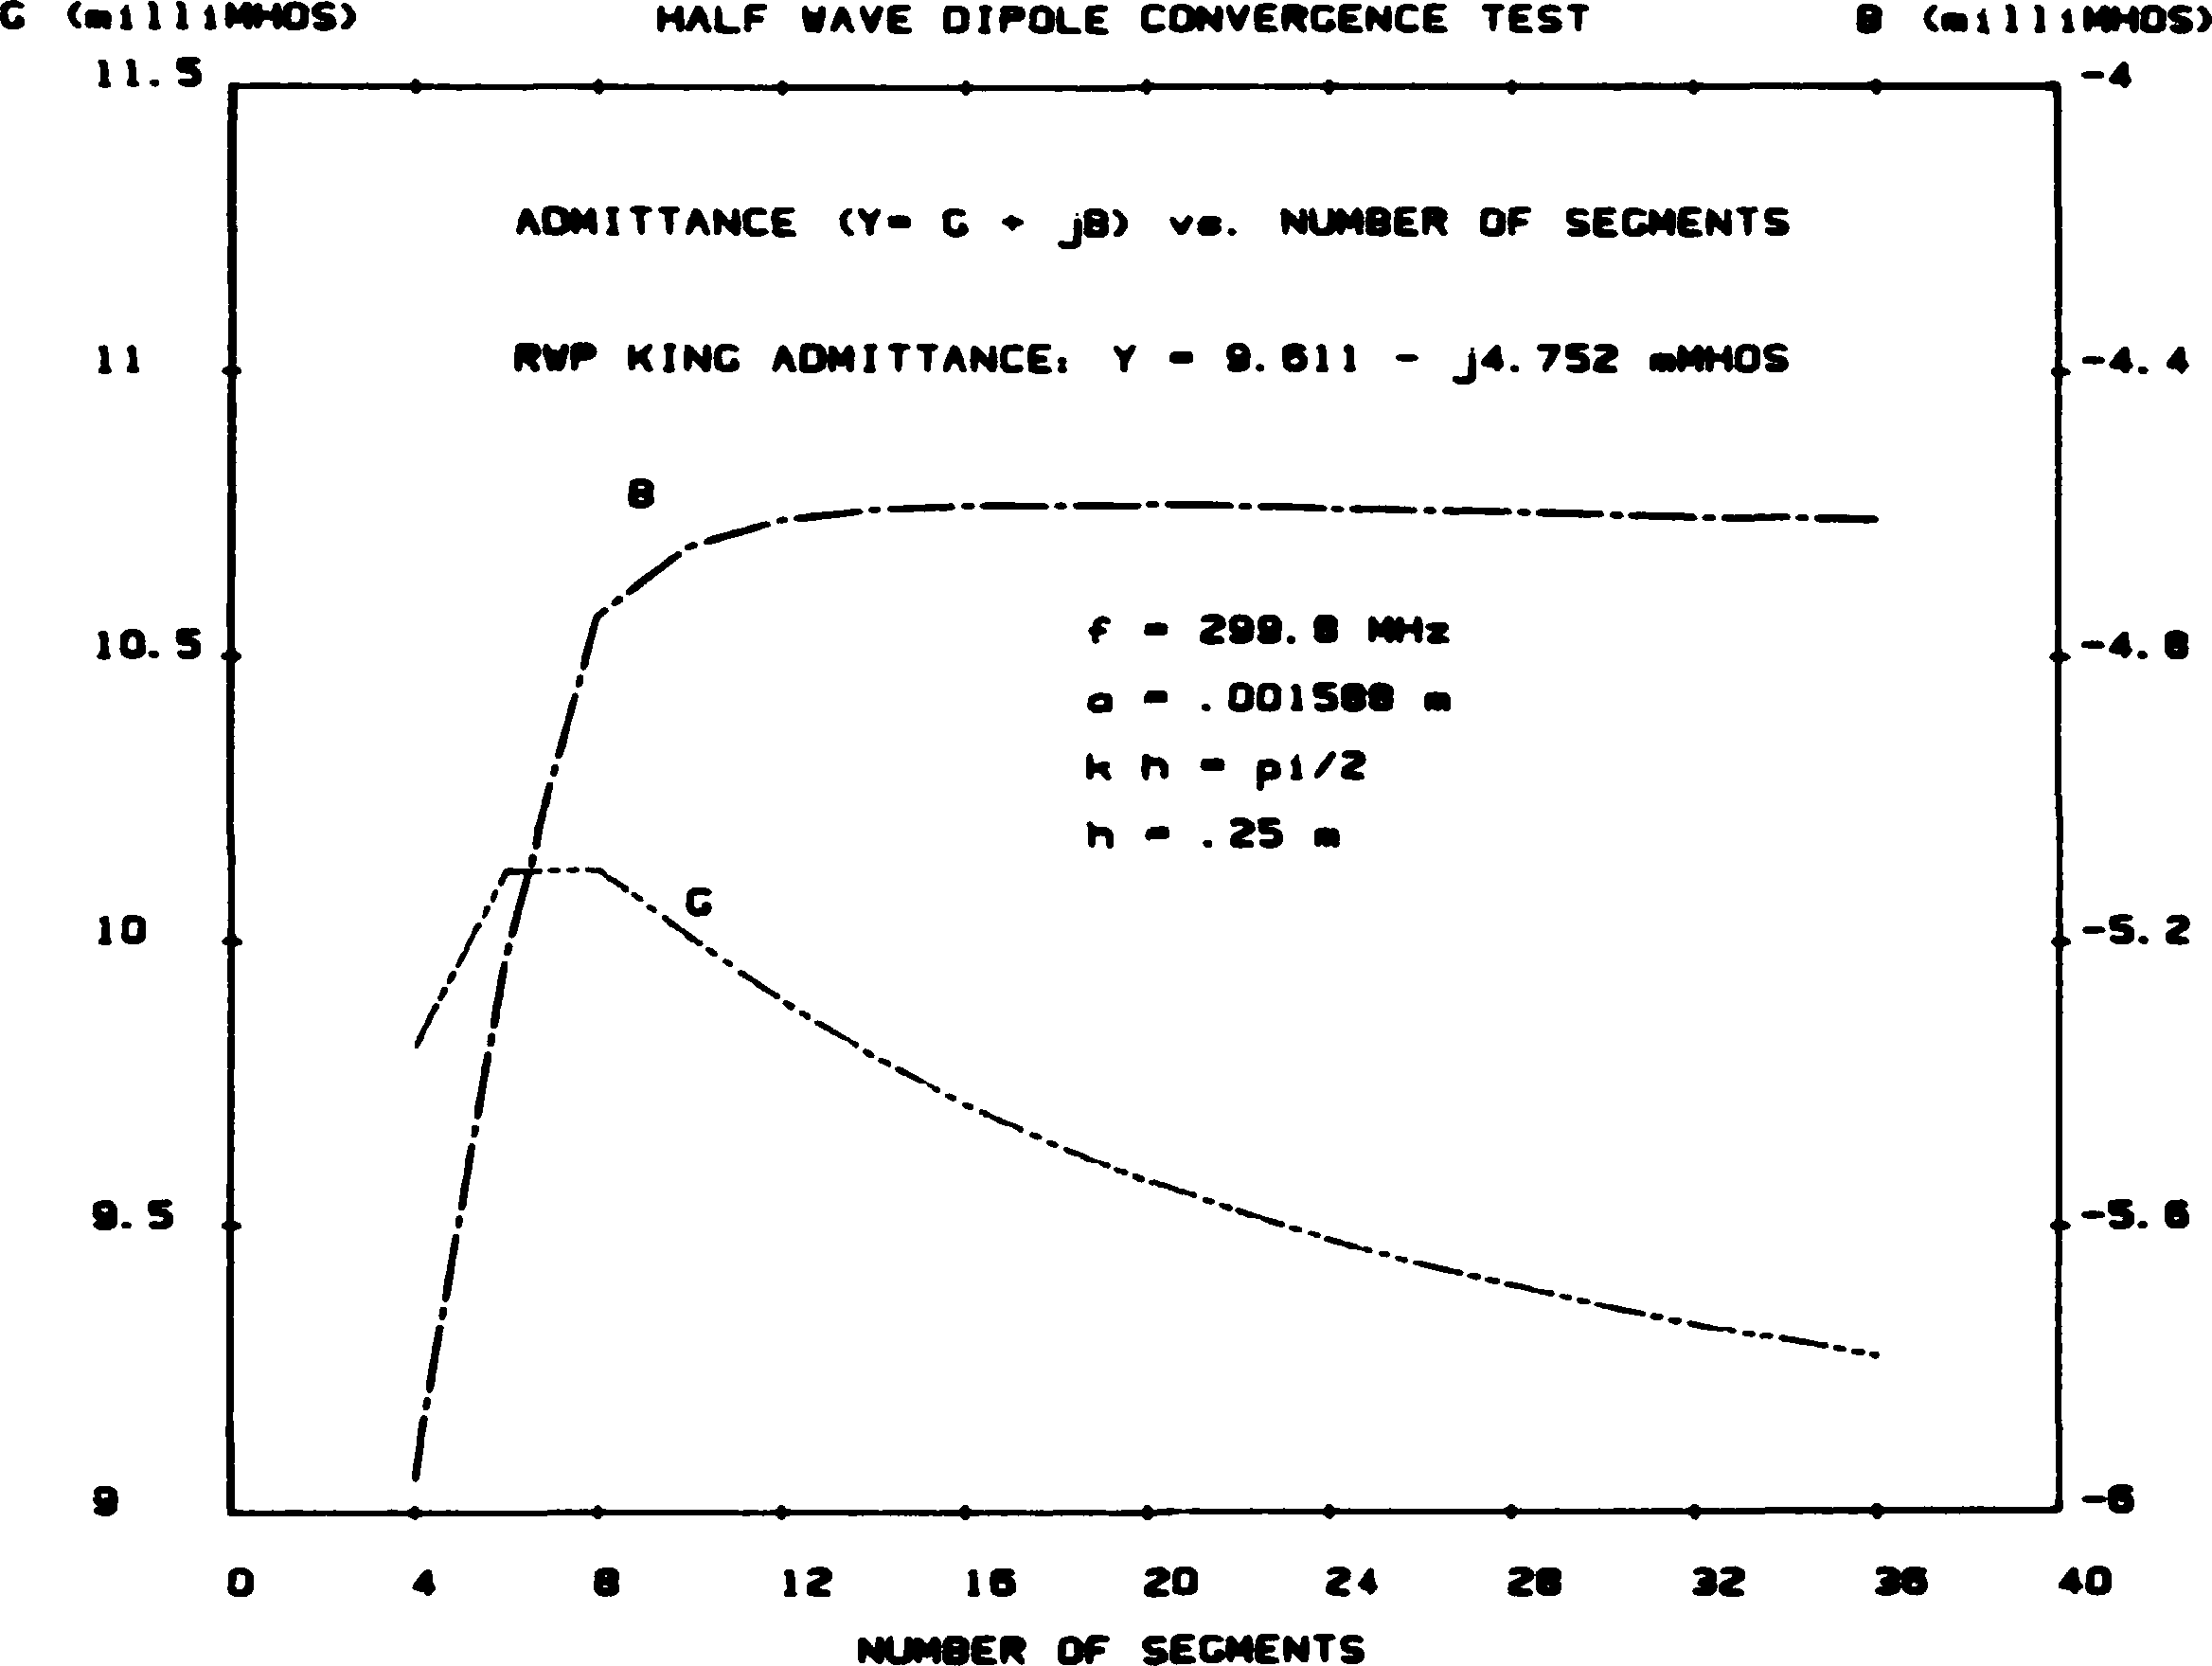 G (milliMHOS) HALF WAVE DIPOLE CONVERGENCE TEST B (milliMHOS)
11.5 -4
ADMITTANCE (Y= G + jB) vs. NUMBER OF SEGMENTS
11 RWP KING ADMITTANCE: Y = 9.611 - j4.752 mMHOS -4.4
B
f = 299.8 MHz
10.5 -4.8
a = .001588 m
k h = pi/2
h = .25 m
G
10 -5.2
9.5 -5.6
9 -6
0 4 8 12 16 20 24 28 32 36 40
NUMBER OF SEGMENTS